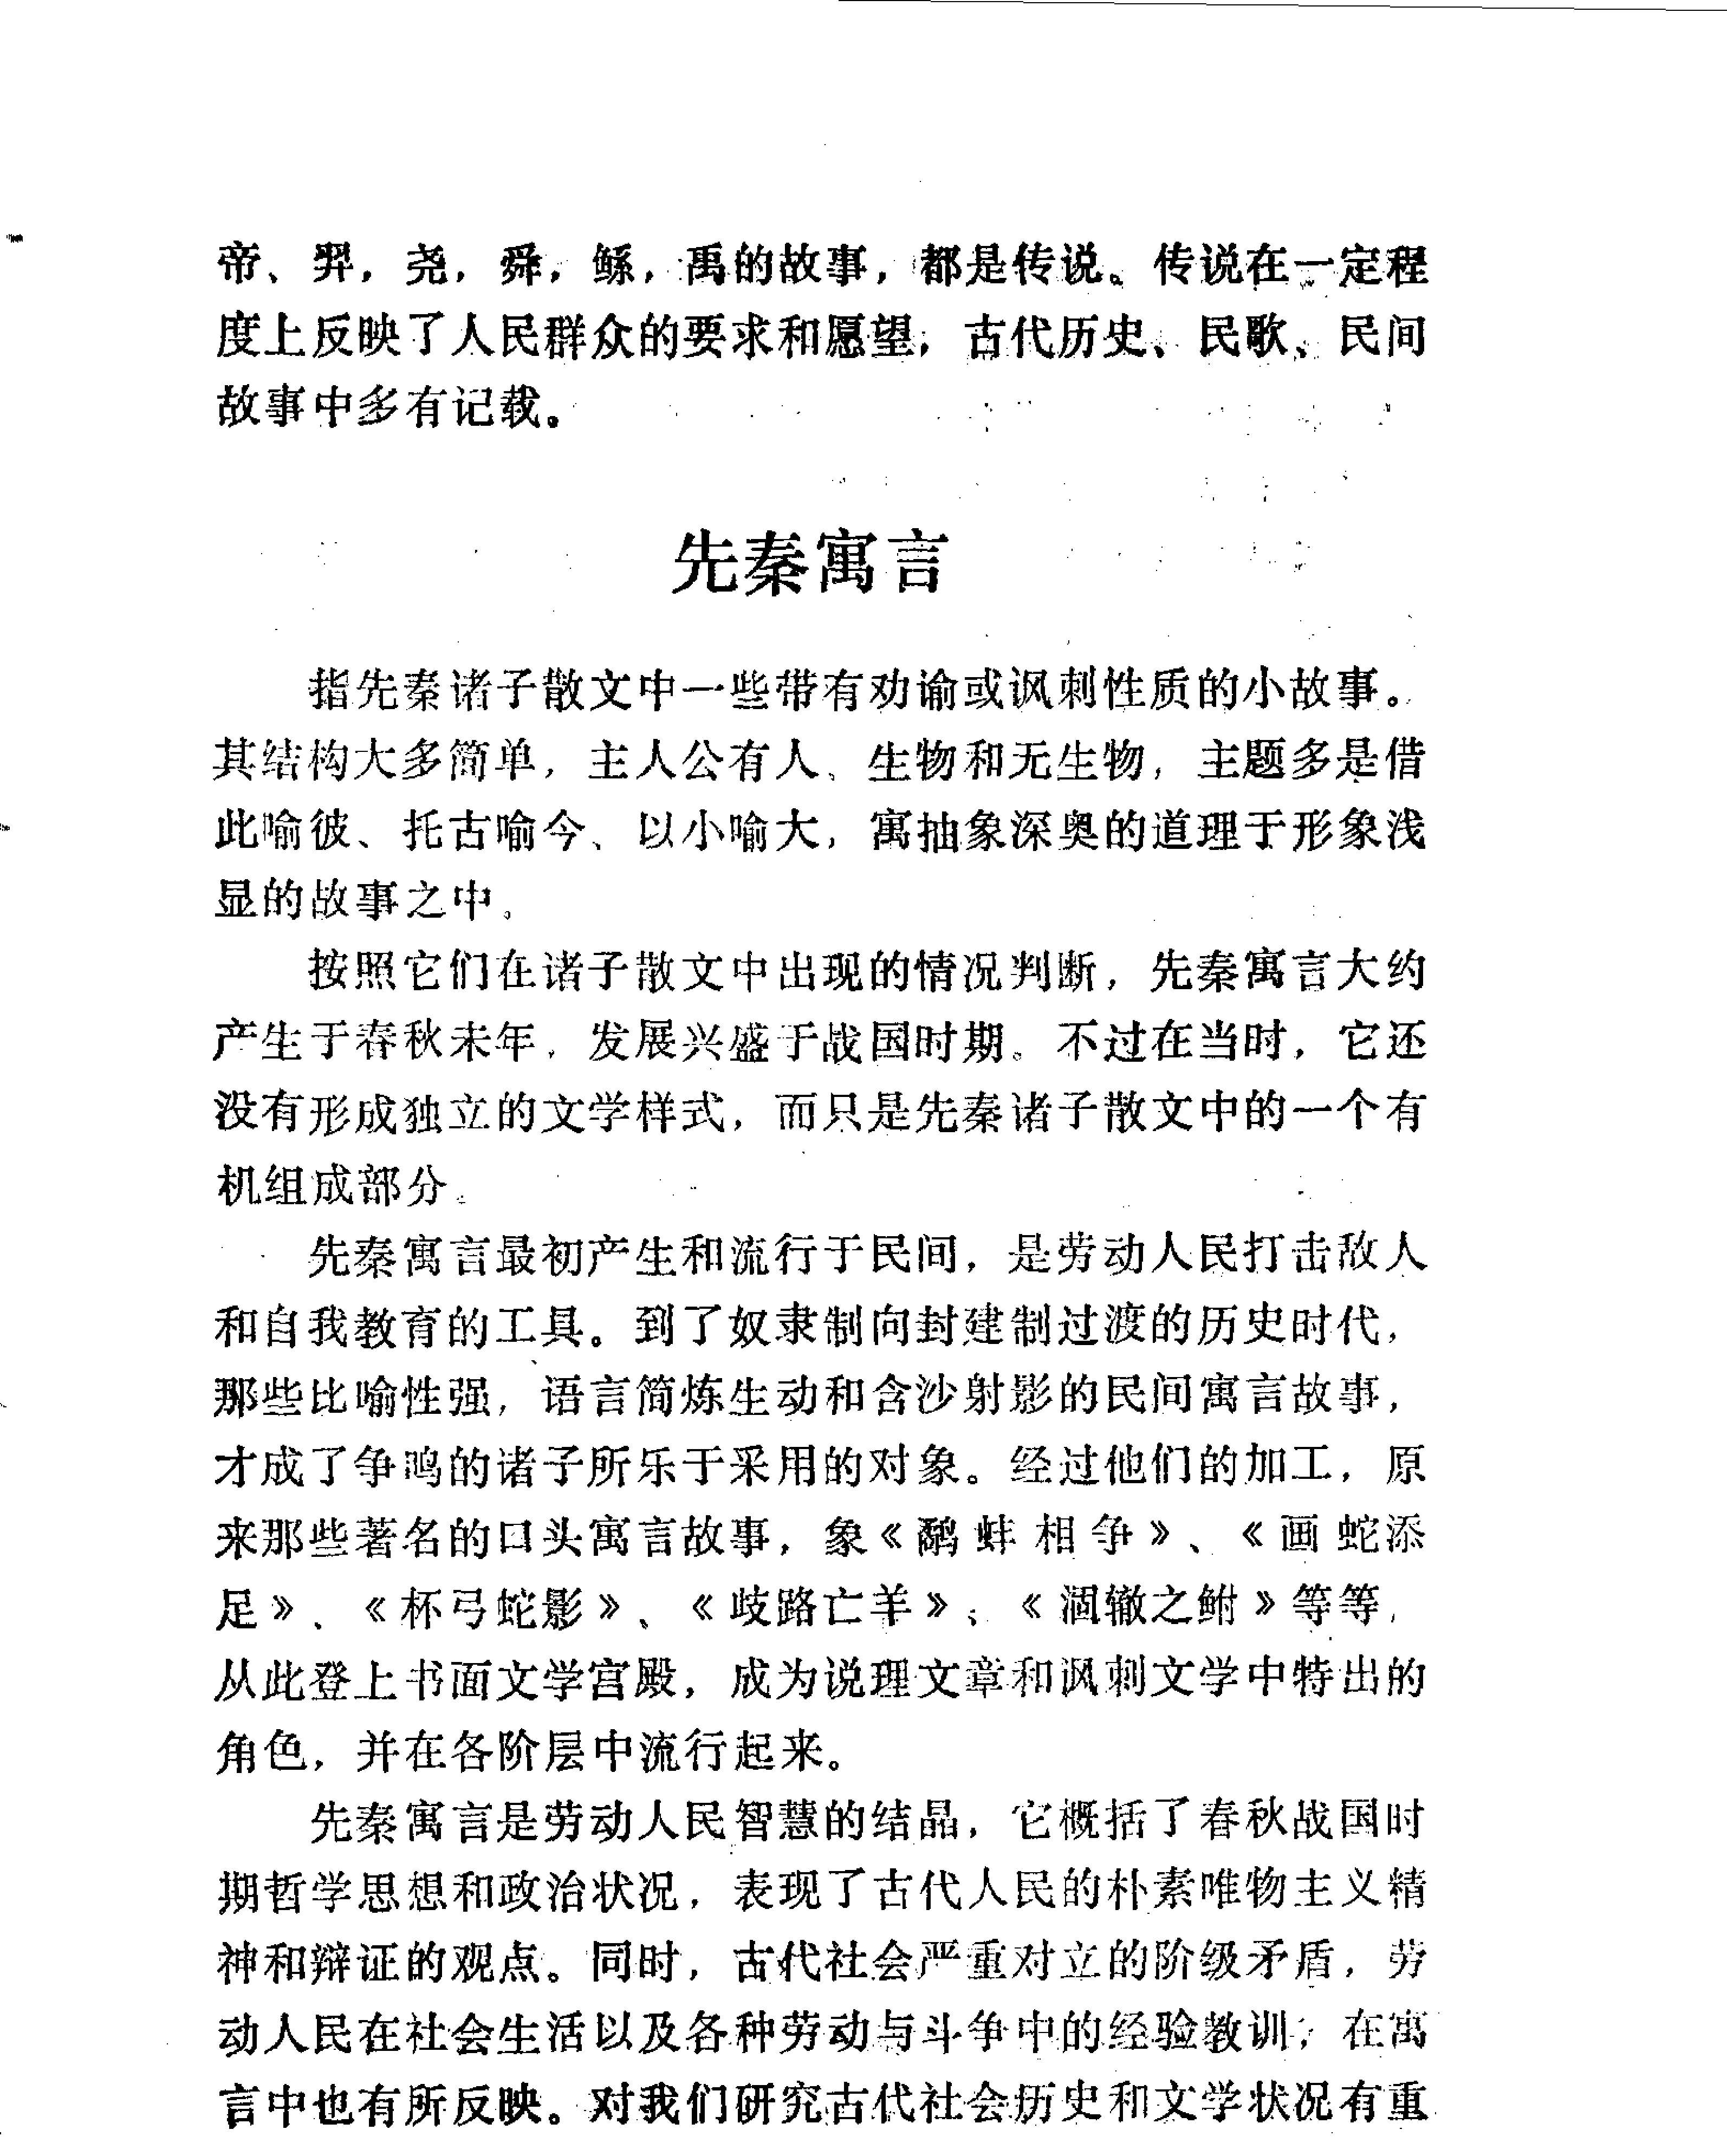 帝、羿，尧，舜，鲧，禹的故事，都是传说。传说在一定程
度上反映了人民群众的要求和愿望，古代历史、民歌、民间
故事中多有记载。
先秦寓言
指先秦诸子散文中一些带有劝谕或讽刺性质的小故事。
其结构大多简单，主人公有人、生物和无生物，主题多是借
此喻彼、托古喻今、以小喻大，寓抽象深奥的道理于形象浅
显的故事之中。
按照它们在诸子散文中出现的情况判断，先秦寓言大约
产生于春秋末年，发展兴盛于战国时期。不过在当时，它还
没有形成独立的文学样式，而只是先秦诸子散文中的一个有
机组成部分。
先秦寓言最初产生和流行于民间，是劳动人民打击敌人
和自我教育的工具。到了奴隶制向封建制过渡的历史时代，
那些比喻性强，语言简炼生动和含沙射影的民间寓言故事，
才成了争鸣的诸子所乐于采用的对象。经过他们的加工，原
来那些著名的口头寓言故事，象《鹬蚌相争》、《画蛇添
足》、《杯弓蛇影》、《歧路亡羊》、《涸辙之鲋》等等，
从此登上书面文学宫殿，成为说理文章和讽刺文学中特出的
角色，并在各阶层中流行起来。
先秦寓言是劳动人民智慧的结晶，它概括了春秋战国时
期哲学思想和政治状况，表现了古代人民的朴素唯物主义精
神和辩证的观点。同时，古代社会严重对立的阶级矛盾，劳
动人民在社会生活以及各种劳动与斗争中的经验教训，在寓
言中也有所反映。对我们研究古代社会历史和文学状况有重